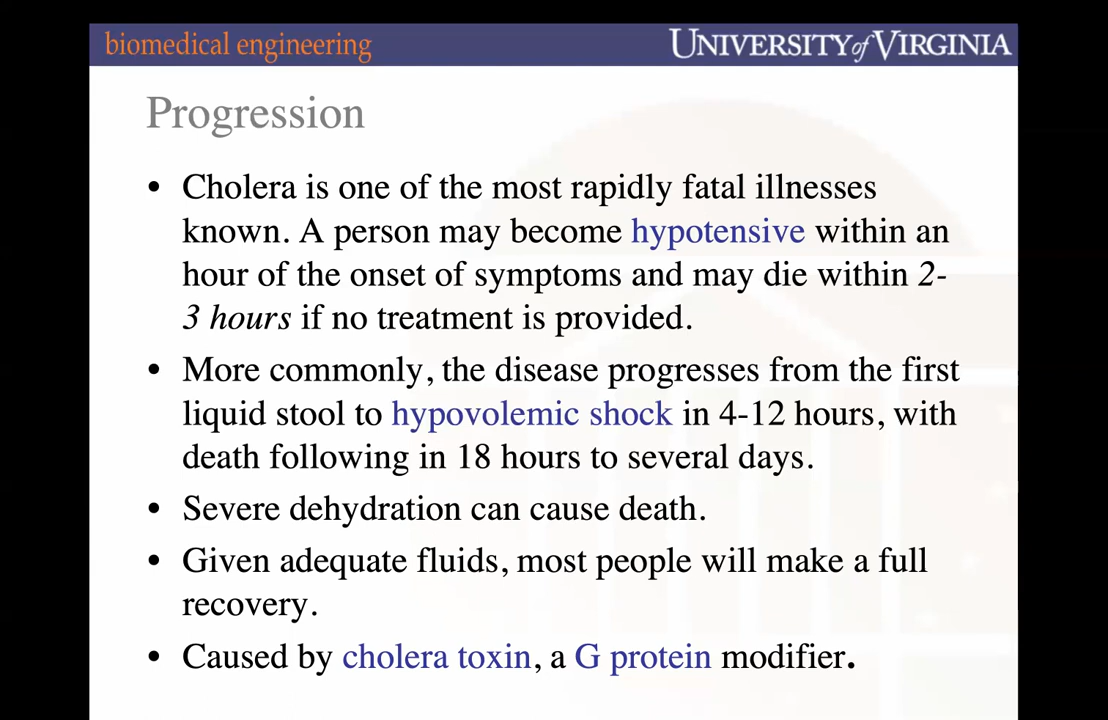 biomedical engineering
UNIVERSITY of VIRGINIA
Progression
• Cholera is one of the most rapidly fatal illnesses
known. A person may become hypotensive within an
hour of the onset of symptoms and may die within 2-
3 hours if no treatment is provided.
• More commonly, the disease progresses from the first
liquid stool to hypovolemic shock in 4-12 hours, with
death following in 18 hours to several days.
• Severe dehydration can cause death.
• Given adequate fluids, most people will make a full
recovery.
• Caused by cholera toxin, a G protein modifier.